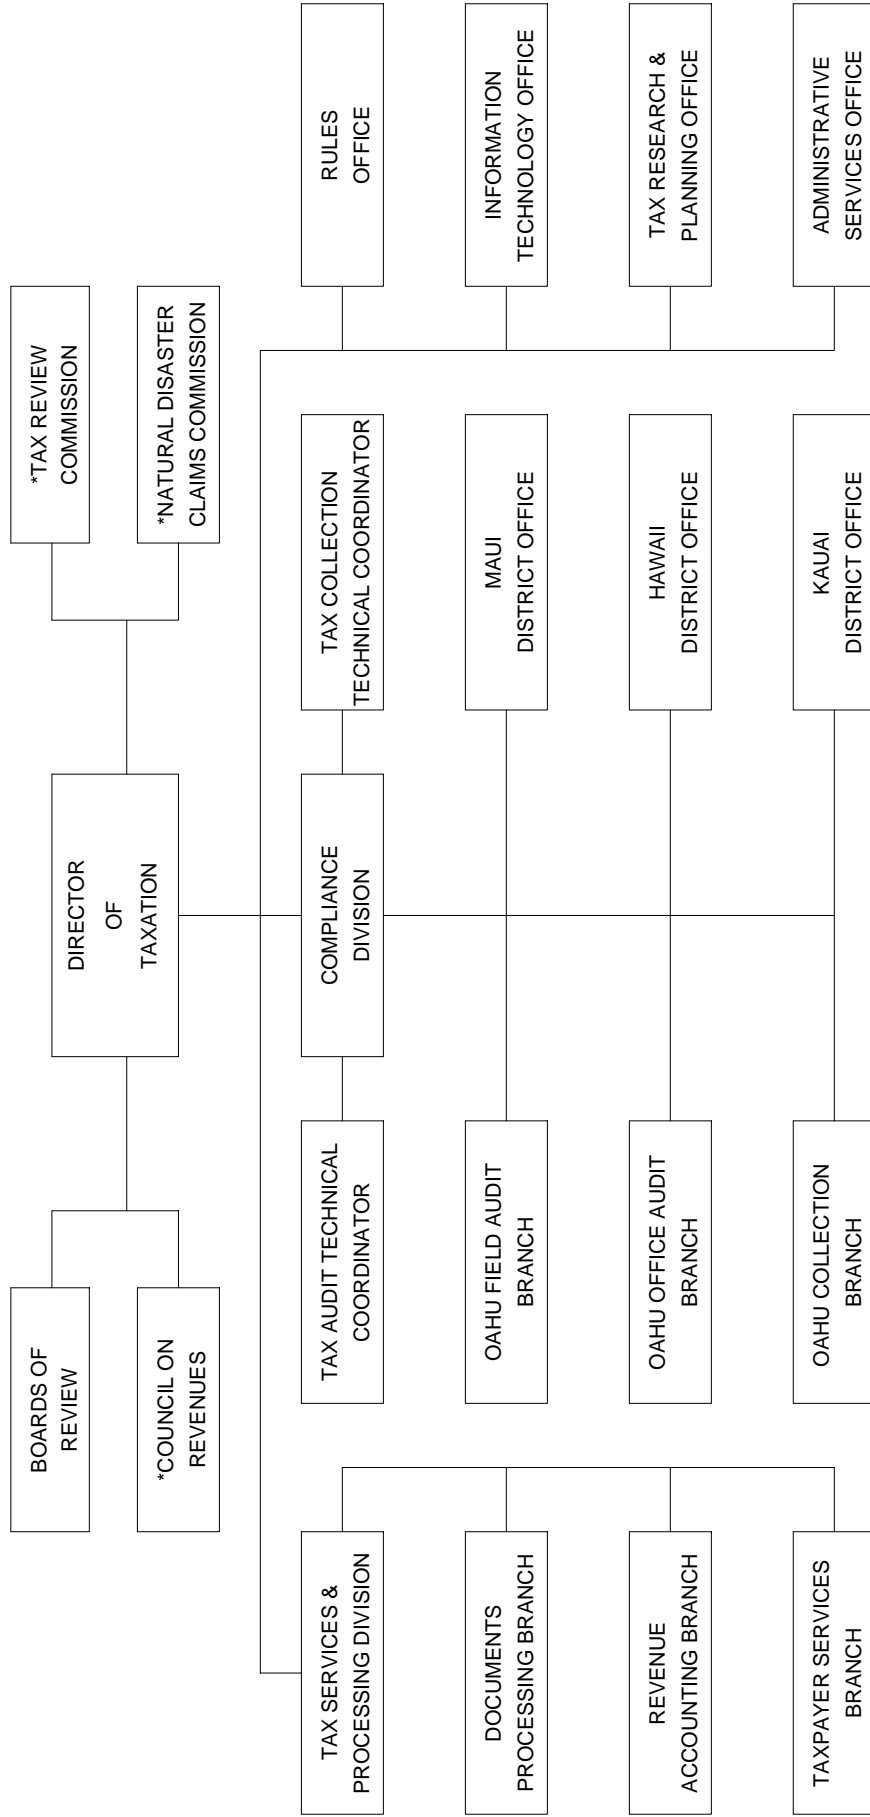 BOARDS OF
REVIEW
*COUNCIL ON
REVENUES
DIRECTOR
OF
TAXATION
*TAX REVIEW
COMMISSION
*NATURAL DISASTER
CLAIMS COMMISSION
TAX SERVICES &
PROCESSING DIVISION
DOCUMENTS
PROCESSING BRANCH
REVENUE
ACCOUNTING BRANCH
TAXPAYER SERVICES
BRANCH
TAX AUDIT TECHNICAL
COORDINATOR
COMPLIANCE
DIVISION
TAX COLLECTION
TECHNICAL COORDINATOR
OAHU FIELD AUDIT
BRANCH
MAUI
DISTRICT OFFICE
OAHU OFFICE AUDIT
BRANCH
HAWAII
DISTRICT OFFICE
OAHU COLLECTION
BRANCH
KAUAI
DISTRICT OFFICE
RULES
OFFICE
INFORMATION
TECHNOLOGY OFFICE
TAX RESEARCH &
PLANNING OFFICE
ADMINISTRATIVE
SERVICES OFFICE